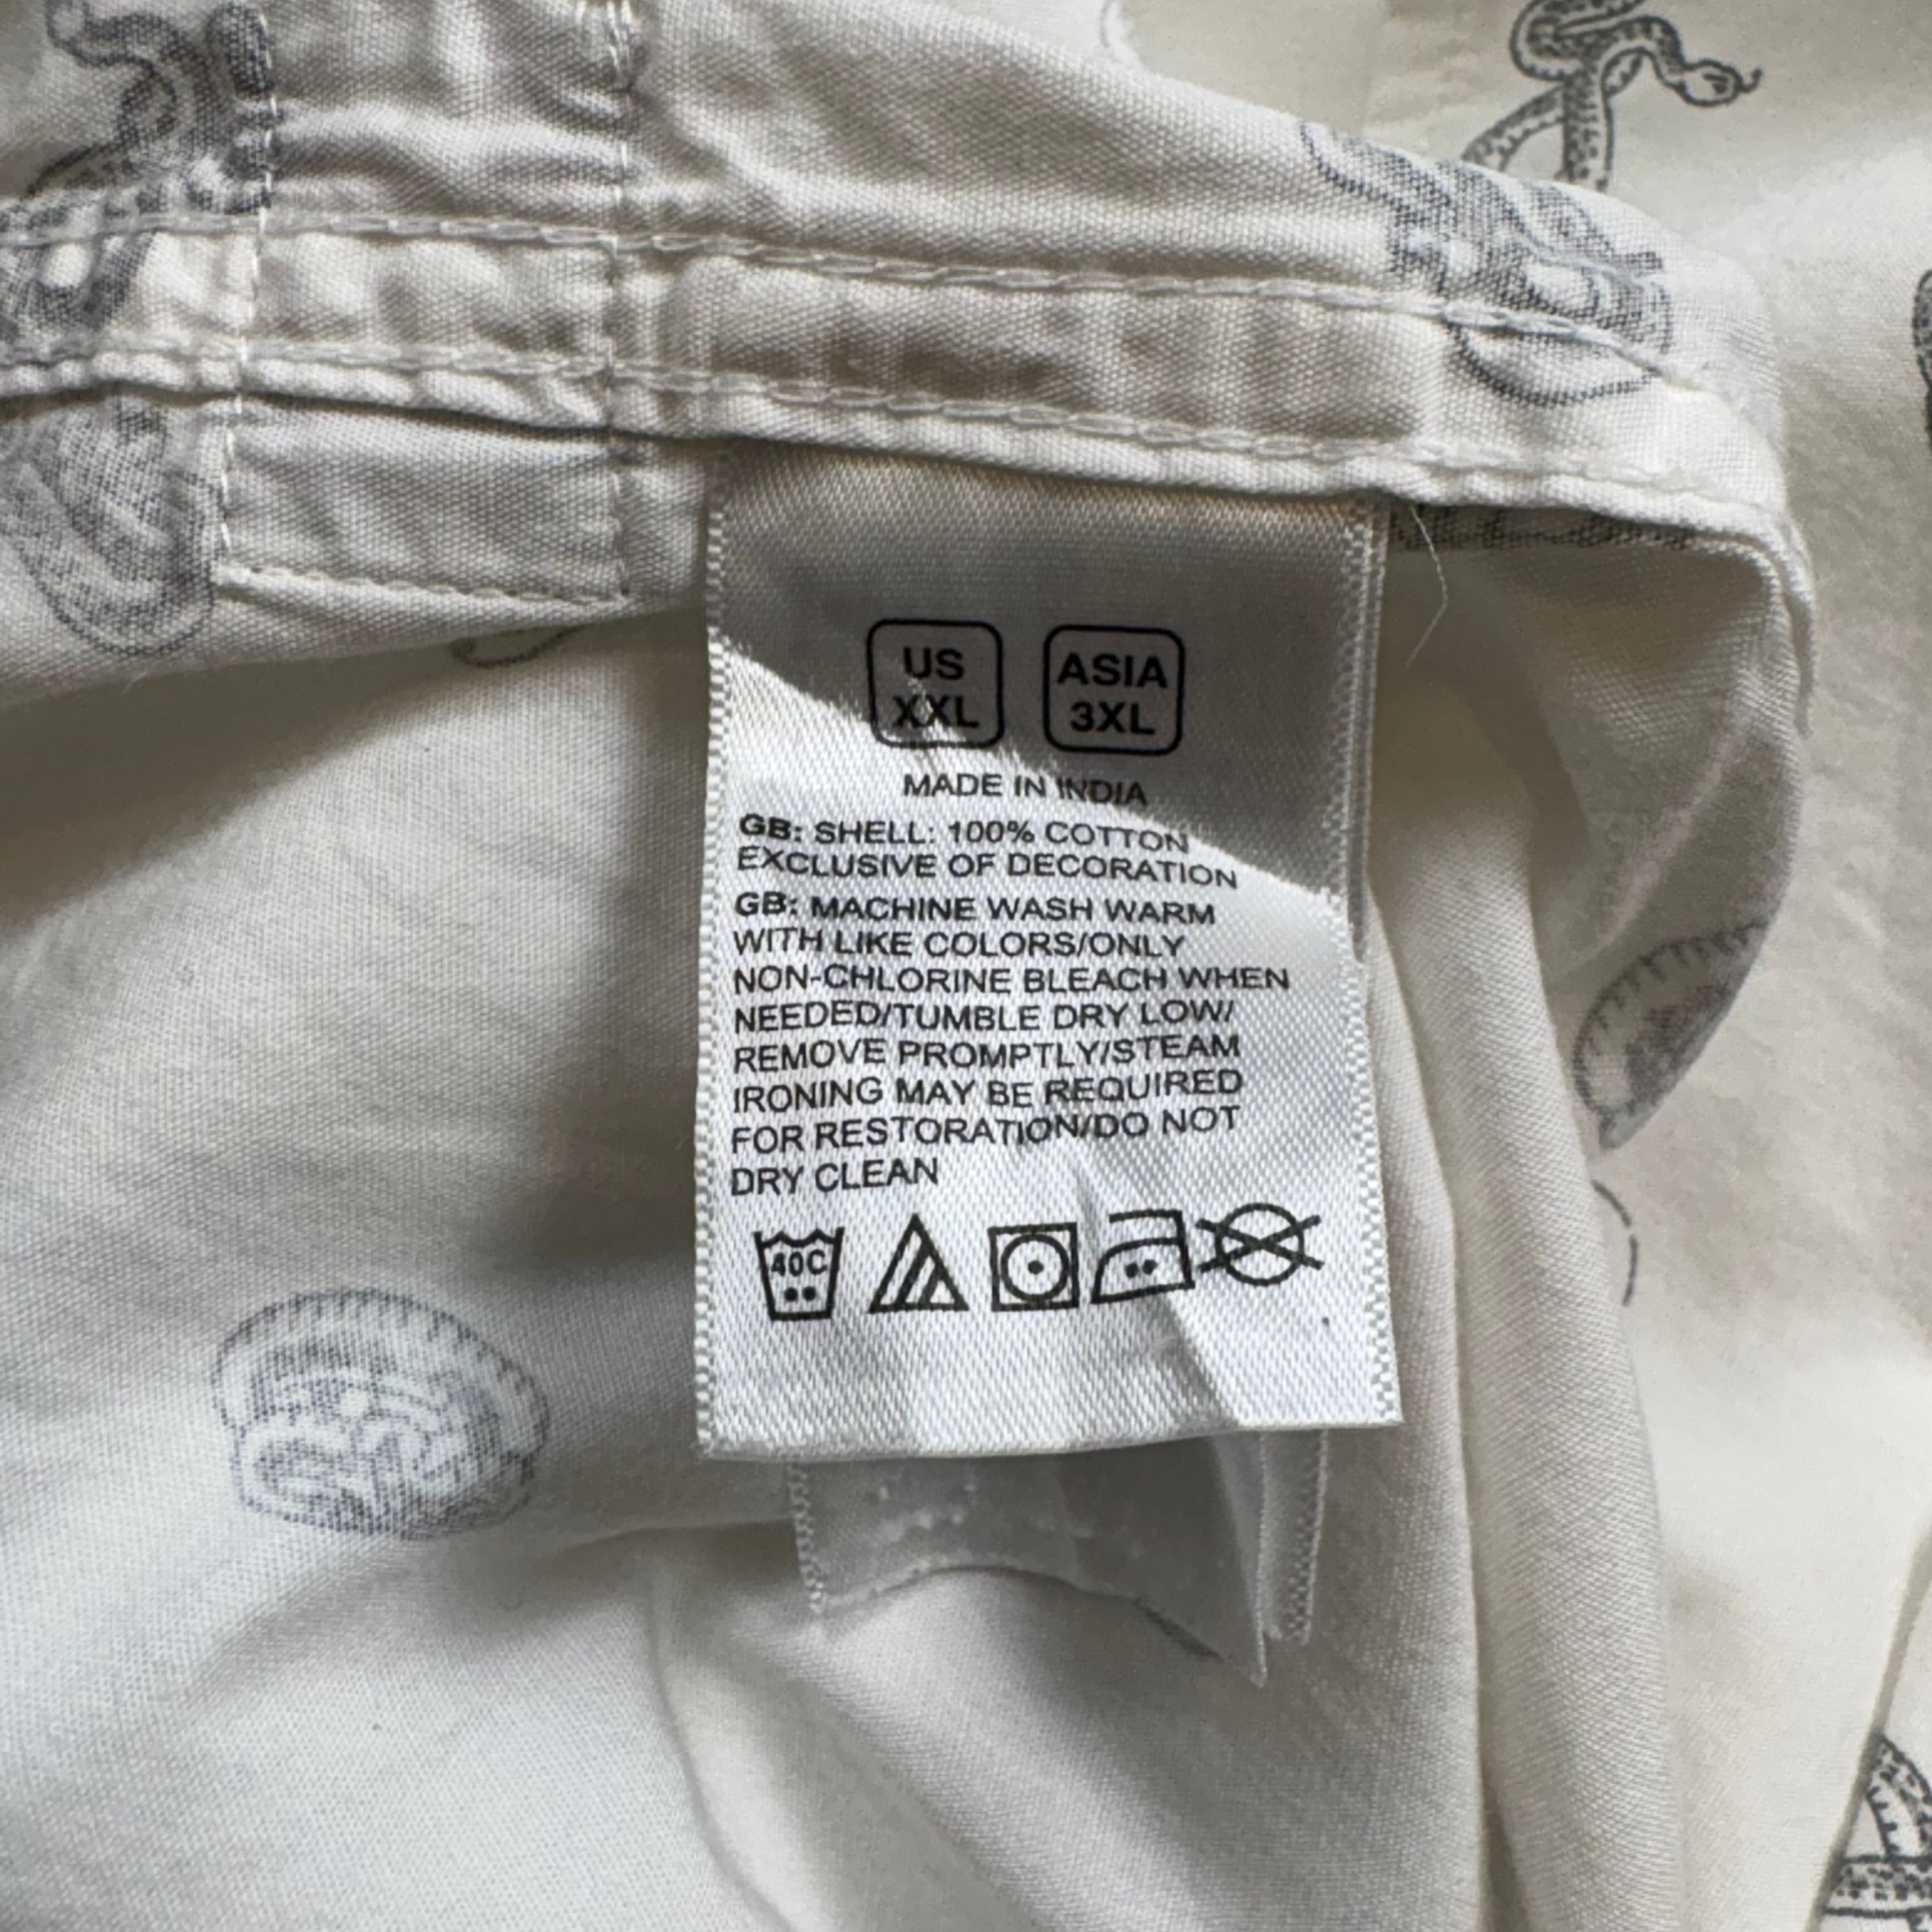 US
XXL
ASIA
3XL
MADE IN INDIA
GB: SHELL: 100% COTTON
EXCLUSIVE OF DECORATION
GB: MACHINE WASH WARM
WITH LIKE COLORS/ONLY
NON-CHLORINE BLEACH WHEN
NEEDED/TUMBLE DRY LOW/
REMOVE PROMPTLY/STEAM
IRONING MAY BE REQUIRED
FOR RESTORATION/DO NOT
DRY CLEAN
40C